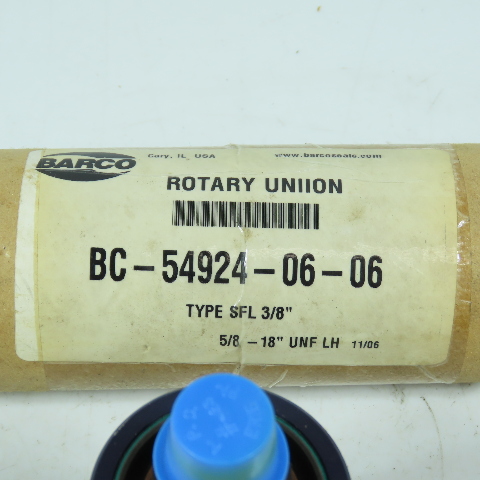 BARCO
Cary, IL, USA
www.barcoseals.com
ROTARY UNIION
BC-54924-06-06
TYPE SFL 3/8"
5/8 -18" UNF LH 11/06